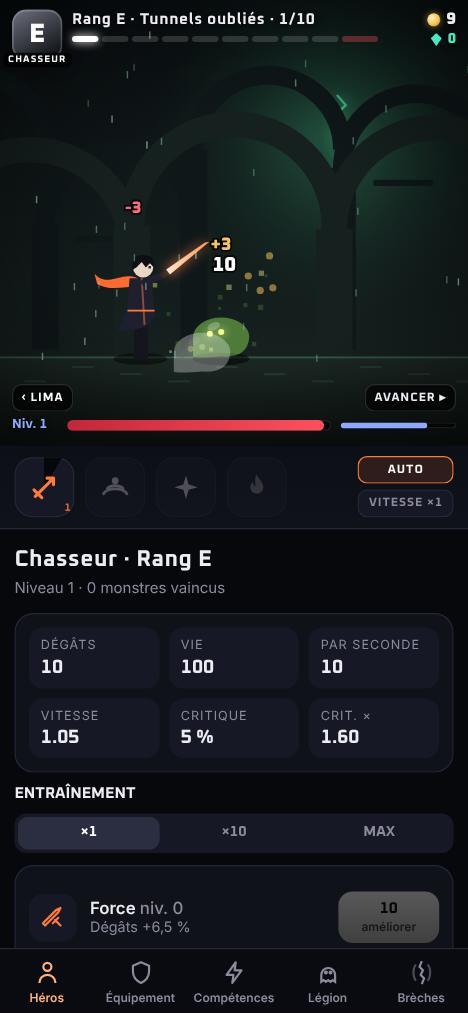 E
CHASSEUR
Rang E · Tunnels oubliés · 1/10
9
0
-3
+3
10
‹ LIMA
AVANCER ▸
Niv. 1
1
AUTO
VITESSE ×1
Chasseur · Rang E
Niveau 1 · 0 monstres vaincus
DÉGÂTS
10
VIE
100
PAR SECONDE
10
VITESSE
1.05
CRITIQUE
5 %
CRIT. ×
1.60
ENTRAÎNEMENT
×1
×10
MAX
Force niv. 0
Dégâts +6,5 %
10
améliorer
Héros
Équipement
Compétences
Légion
Brèches